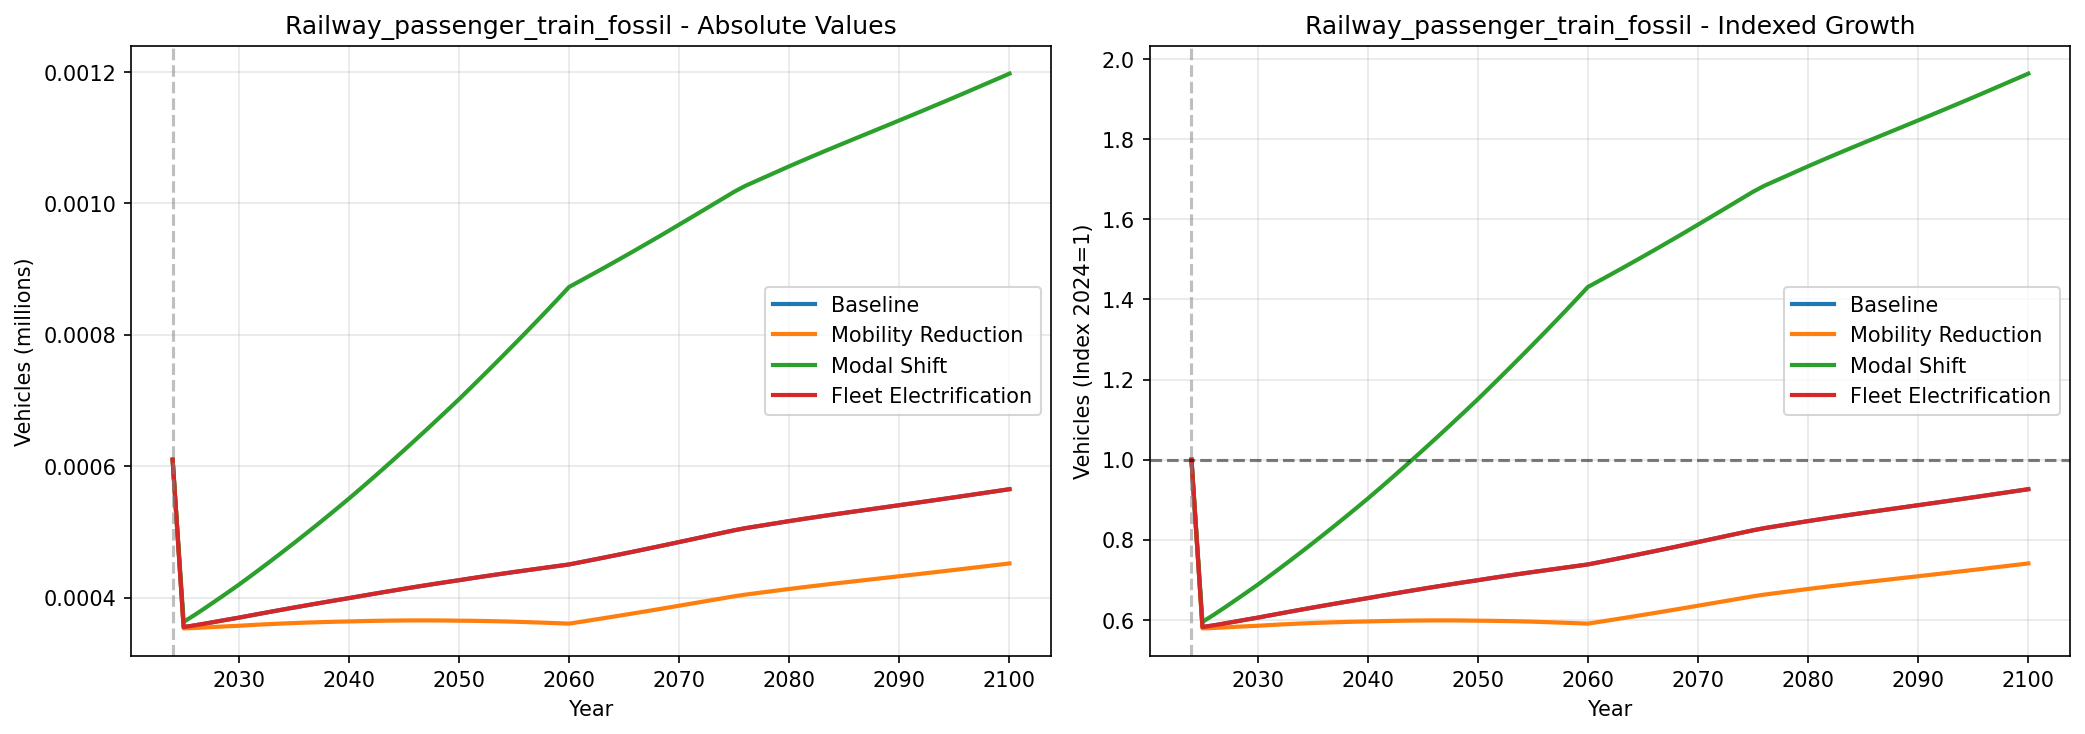 Railway_passenger_train_fossil - Absolute Values
Vehicles (millions)
0.0012
0.0010
0.0008
0.0006
0.0004
Baseline
Mobility Reduction
Modal Shift
Fleet Electrification
2030 2040 2050 2060 2070 2080 2090 2100
Year
Railway_passenger_train_fossil - Indexed Growth
Vehicles (Index 2024=1)
2.0
1.8
1.6
1.4
1.2
1.0
0.8
0.6
Baseline
Mobility Reduction
Modal Shift
Fleet Electrification
2030 2040 2050 2060 2070 2080 2090 2100
Year